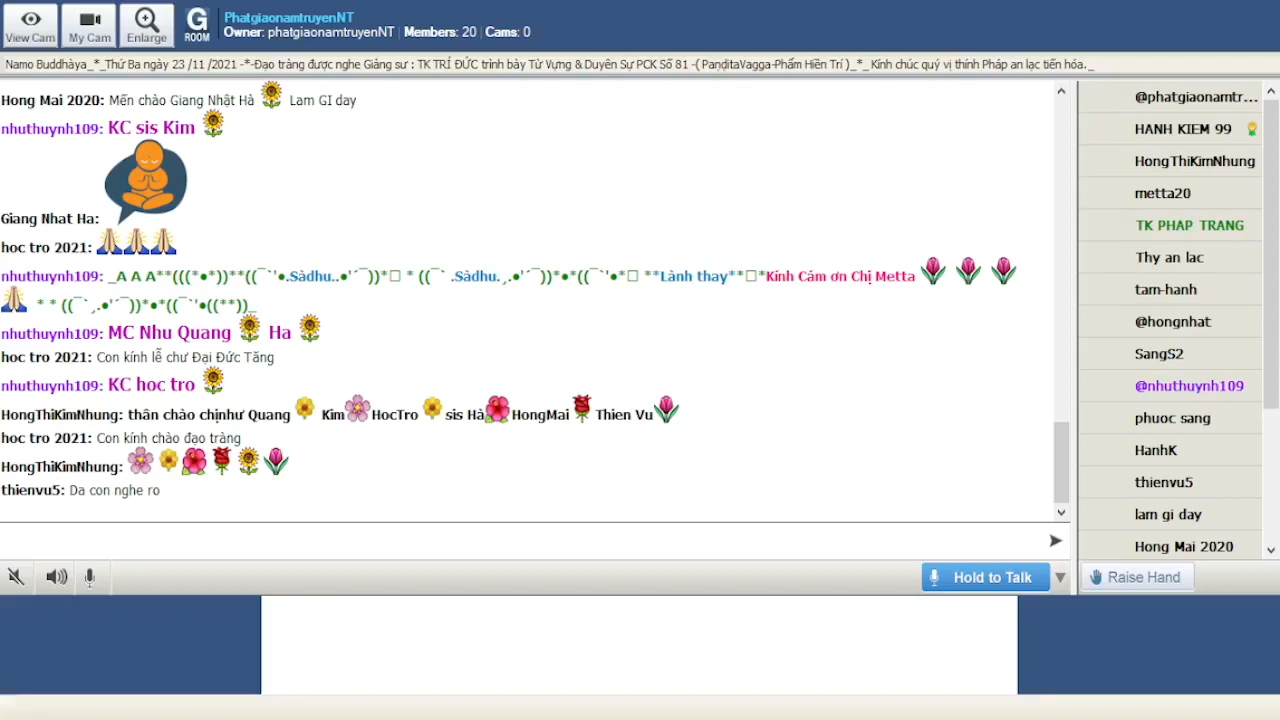 View Cam
My Cam
Enlarge
G
ROOM
PhatgiaonamtruyenNT
Owner: phatgiaonamtruyenNT | Members: 20 | Cams: 0
Namo Buddhàya_*_Thứ Ba ngày 23 /11 /2021 -*-Đạo tràng được nghe Giảng sư : TK TRÍ ĐỨC trình bày Từ Vựng & Duyên Sự PCK Số 81 -( PaṇḍitaVagga-Phẩm Hiền Trí )_*_ Kính chúc quý vị thính Pháp an lạc tiến hóa._
Hong Mai 2020: Mến chào Giang Nhật Hà 🌻 Lam GI day
nhuthuynh109: KC sis Kim 🌻
Giang Nhat Ha:
hoc tro 2021: 🙏🙏🙏
nhuthuynh109: _A A A**(((*•*))**((¯`'•.Sàdhu..•'´¯))*□ * ((¯` .Sàdhu.¸.•'´¯))*•*((¯`'•*□ **Lành thay**□*Kính Cám ơn Chị Metta 🌷 🌷 🌷
🙏 * * ((¯`¸.•'´¯))*•*((¯`'•((**))_
nhuthuynh109: MC Nhu Quang 🌻 Ha 🌻
hoc tro 2021: Con kính lễ chư Đại Đức Tăng
nhuthuynh109: KC hoc tro 🌻
HongThiKimNhung: thân chào chịnhư Quang 🌼 Kim🌸HocTro 🌼sis Hà🌺HongMai 🌹Thien Vu🌷
hoc tro 2021: Con kính chào đạo tràng
HongThiKimNhung: 🌸🌼🌺🌹🌻🌷
thienvu5: Da con nghe ro
@phatgiaonamtr...
HANH KIEM 99
HongThiKimNhung
metta20
TK PHAP TRANG
Thy an lac
tam-hanh
@hongnhat
SangS2
@nhuthuynh109
phuoc sang
HanhK
thienvu5
lam gi day
Hong Mai 2020
Hold to Talk
Raise Hand